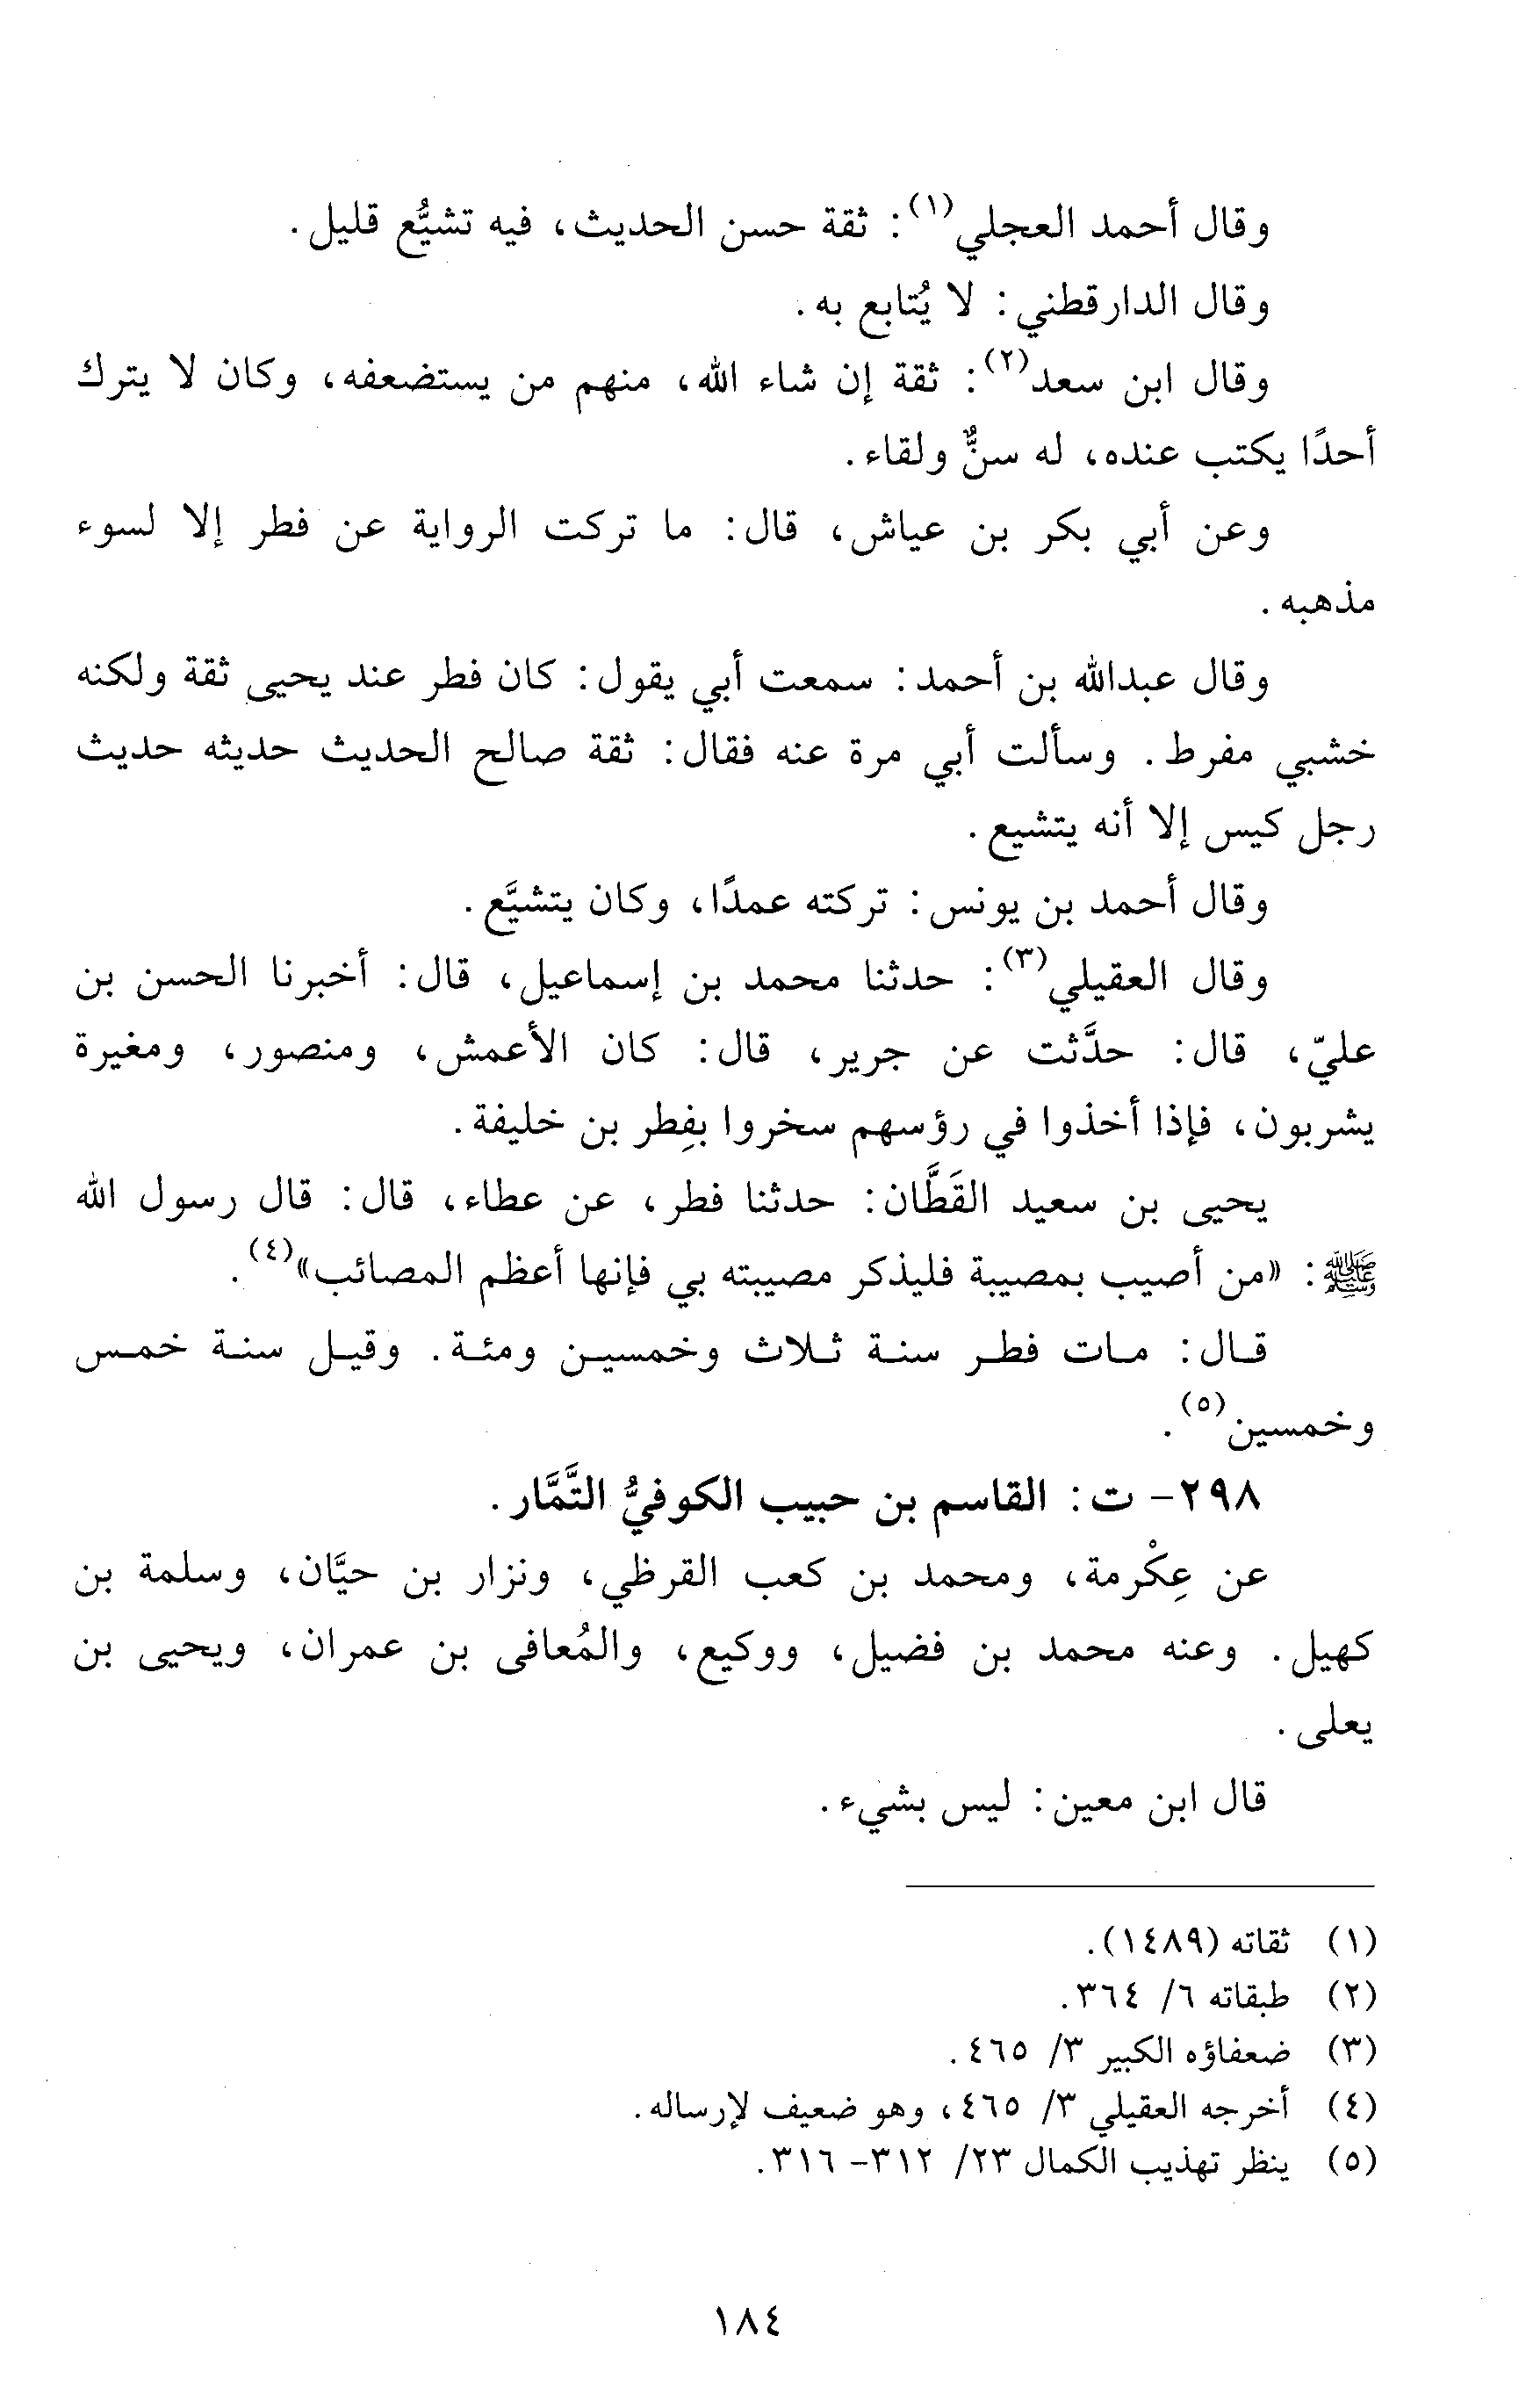 وقال أحمد العجلي(١): ثقة حسن الحديث، فيه تشيُّع قليل.
وقال الدارقطني: لا يُتابع به.
وقال ابن سعد(٢): ثقة إن شاء الله، منهم من يستضعفه، وكان لا يترك
أحدًا يكتب عنده، له سنٌّ ولقاء.
وعن أبي بكر بن عياش، قال: ما تركت الرواية عن فطر إلا لسوء
مذهبه.
وقال عبدالله بن أحمد: سمعت أبي يقول: كان فطر عند يحيى ثقة ولكنه
خشبي مفرط. وسألت أبي مرة عنه فقال: ثقة صالح الحديث حديثه حديث
رجل كيس إلا أنه يتشيع.
وقال أحمد بن يونس: تركته عمدًا، وكان يتشيَّع.
وقال العقيلي(٣): حدثنا محمد بن إسماعيل، قال: أخبرنا الحسن بن
عليّ، قال: حدَّثت عن جرير، قال: كان الأعمش، ومنصور، ومغيرة
يشربون، فإذا أخذوا في رؤسهم سخروا بفِطر بن خليفة.
يحيى بن سعيد القَطَّان: حدثنا فطر، عن عطاء، قال: قال رسول الله
ﷺ: «من أصيب بمصيبة فليذكر مصيبته بي فإنها أعظم المصائب»(٤).
قال: مات فطر سنة ثلاث وخمسين ومئة. وقيل سنة خمس
وخمسين(٥).
٢٩٨- ت: القاسم بن حبيب الكوفيُّ التَّمَّار.
عن عِكْرمة، ومحمد بن كعب القرظي، ونزار بن حيَّان، وسلمة بن
كهيل. وعنه محمد بن فضيل، ووكيع، والمُعافى بن عمران، ويحيى بن
يعلى.
قال ابن معين: ليس بشيء.
(١) ثقاته (١٤٨٩).
(٢) طبقاته ٦/ ٣٦٤.
(٣) ضعفاؤه الكبير ٣/ ٤٦٥.
(٤) أخرجه العقيلي ٣/ ٤٦٥، وهو ضعيف لإرساله.
(٥) ينظر تهذيب الكمال ٢٣/ ٣١٢- ٣١٦.
١٨٤